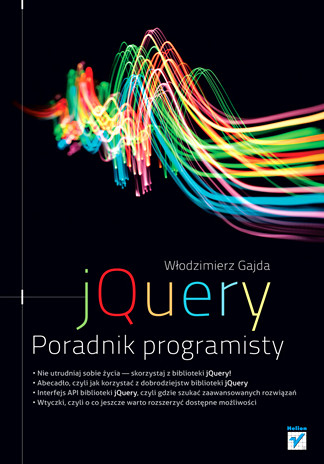 Włodzimierz Gajda
jQuery
Poradnik programisty
• Nie utrudniaj sobie życia — skorzystaj z biblioteki jQuery!
• Abecadło, czyli jak korzystać z dobrodziejstw biblioteki jQuery
• Interfejs API biblioteki jQuery, czyli gdzie szukać zaawansowanych rozwiązań
• Wtyczki, czyli o co jeszcze warto rozszerzyć dostępne możliwości
Helion